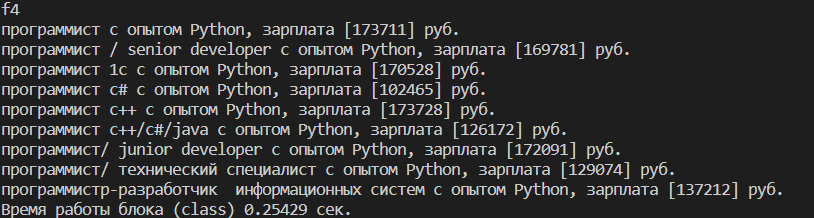 f4
программист с опытом Python, зарплата [173711] руб.
программист / senior developer с опытом Python, зарплата [169781] руб.
программист 1с с опытом Python, зарплата [170528] руб.
программист c# с опытом Python, зарплата [102465] руб.
программист c++ с опытом Python, зарплата [173728] руб.
программист c++/c#/java с опытом Python, зарплата [126172] руб.
программист/ junior developer с опытом Python, зарплата [172091] руб.
программист/ технический специалист с опытом Python, зарплата [129074] руб.
программистр-разработчик  информационных систем с опытом Python, зарплата [137212] руб.
Время работы блока (class) 0.25429 сек.